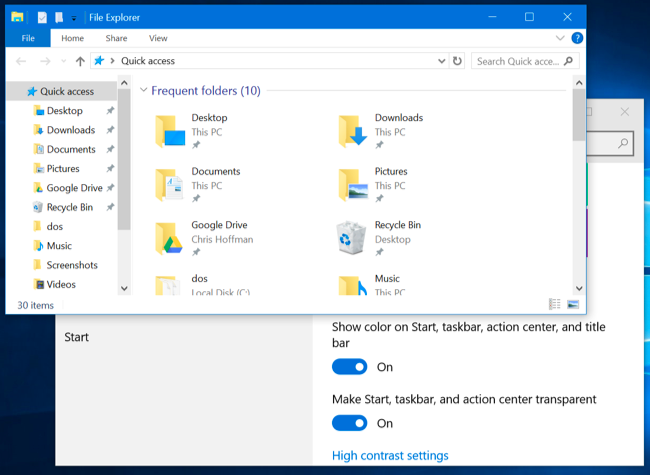 File Explorer
File Home Share View
Quick access
Search Quick acce...
Quick access
Desktop
Downloads
Documents
Pictures
Google Drive
Recycle Bin
dos
Music
Screenshots
Videos
Frequent folders (10)
Desktop
This PC
Downloads
This PC
Documents
This PC
Pictures
This PC
Google Drive
Chris Hoffman
Recycle Bin
Desktop
dos
Local Disk (C:)
Music
This PC
30 items
Start
Show color on Start, taskbar, action center, and title
bar
On
Make Start, taskbar, and action center transparent
On
High contrast settings